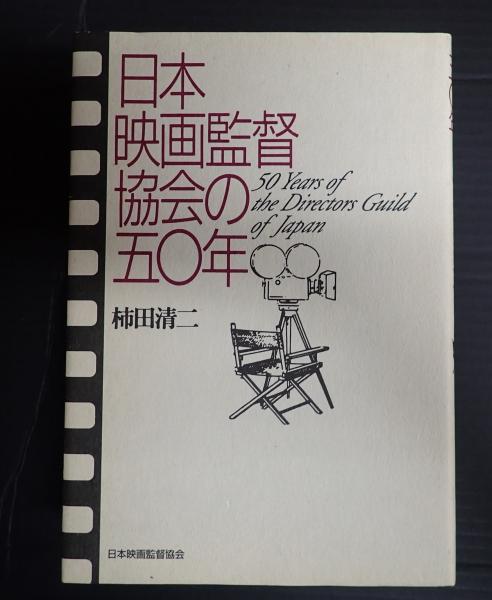 日本
映画監督
協会の
五〇年
50 Years of
the Directors Guild
of Japan
柿田清二
日本映画監督協会